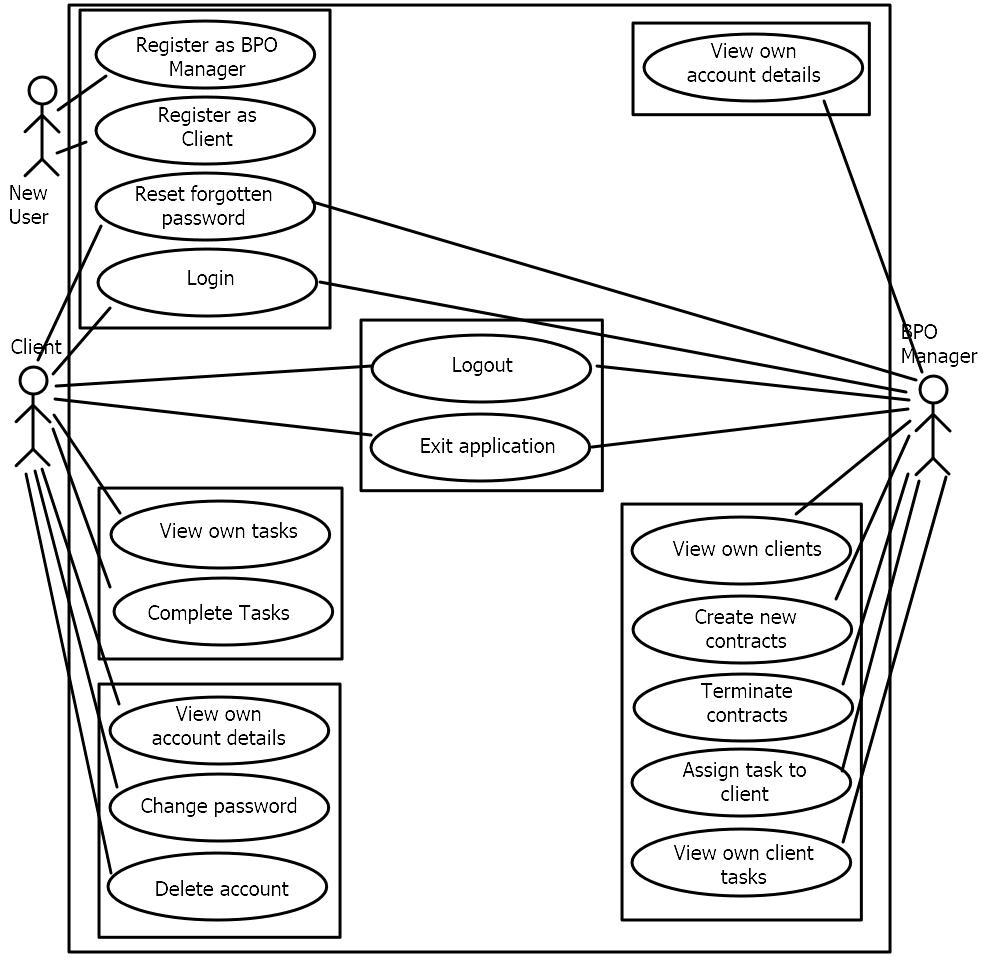 Register as BPO
Manager
Register as
Client
Reset forgotten
password
Login
New
User
Client
View own
account details
BPO
Manager
Logout
Exit application
View own tasks
Complete Tasks
View own
account details
Change password
Delete account
View own clients
Create new
contracts
Terminate
contracts
Assign task to
client
View own client
tasks